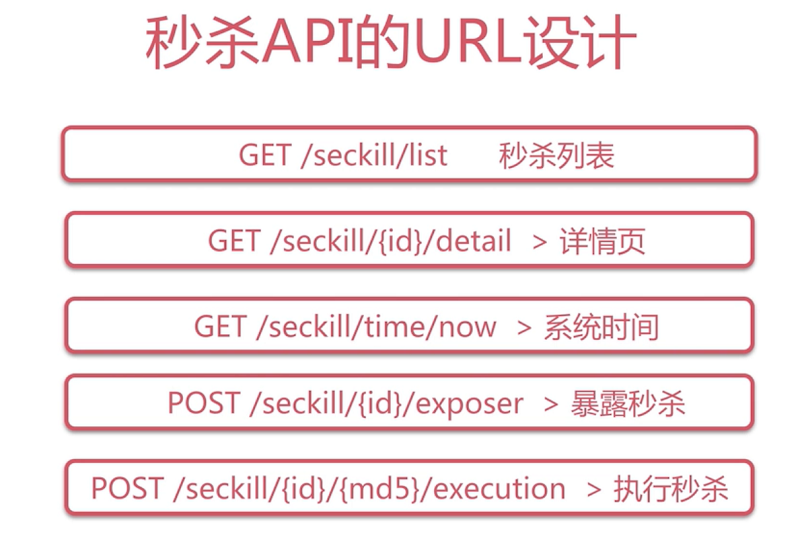 秒杀API的URL设计
GET /seckill/list 秒杀列表
GET /seckill/{id}/detail > 详情页
GET /seckill/time/now > 系统时间
POST /seckill/{id}/exposer > 暴露秒杀
POST /seckill/{id}/{md5}/execution > 执行秒杀